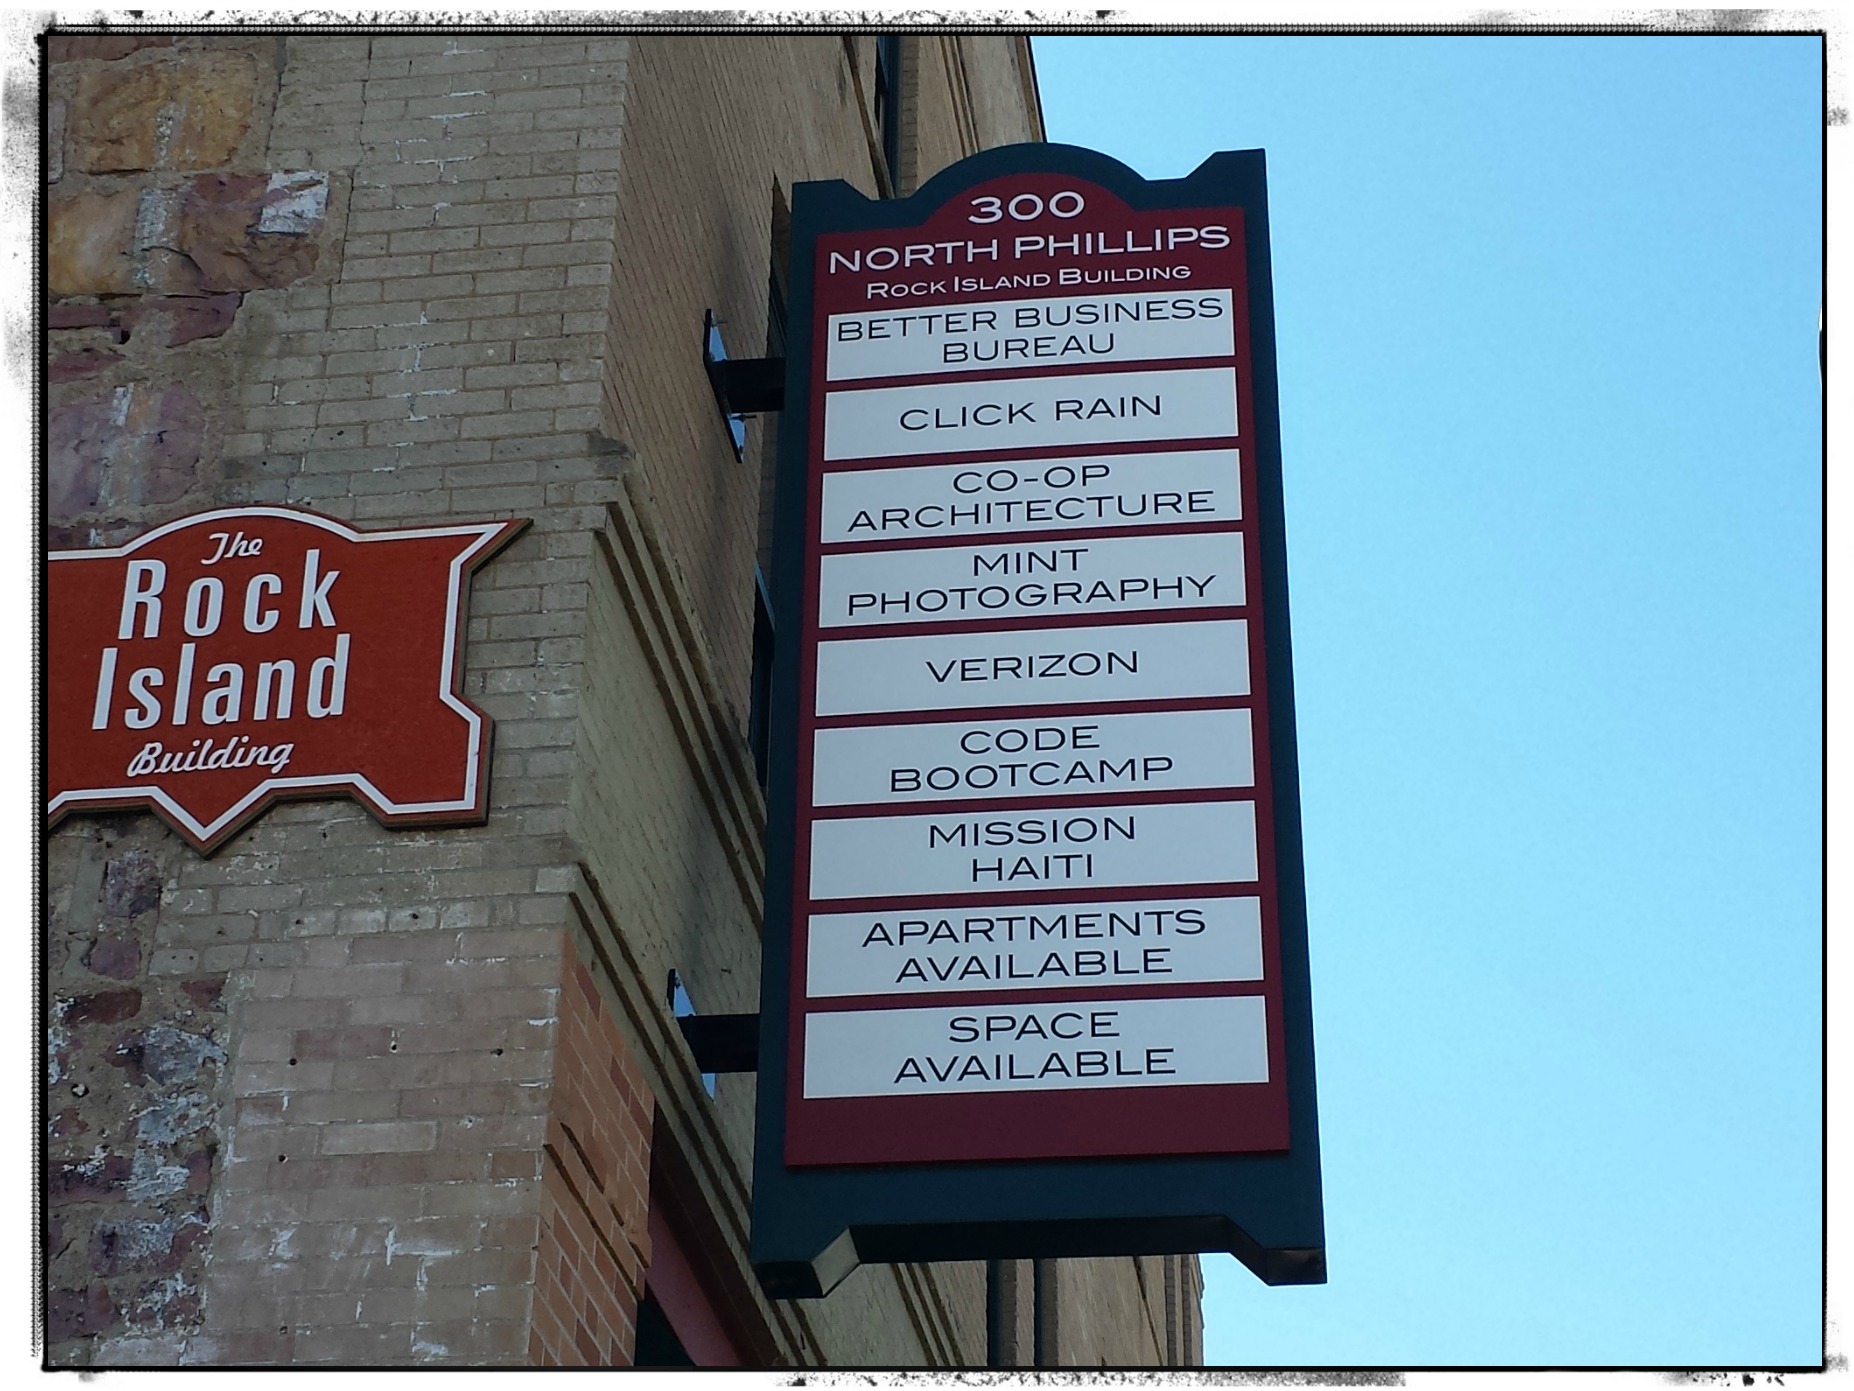 The
Rock
Island
Building
300
NORTH PHILLIPS
ROCK ISLAND BUILDING
BETTER BUSINESS
BUREAU
CLICK RAIN
CO-OP
ARCHITECTURE
MINT
PHOTOGRAPHY
VERIZON
CODE
BOOTCAMP
MISSION
HAITI
APARTMENTS
AVAILABLE
SPACE
AVAILABLE